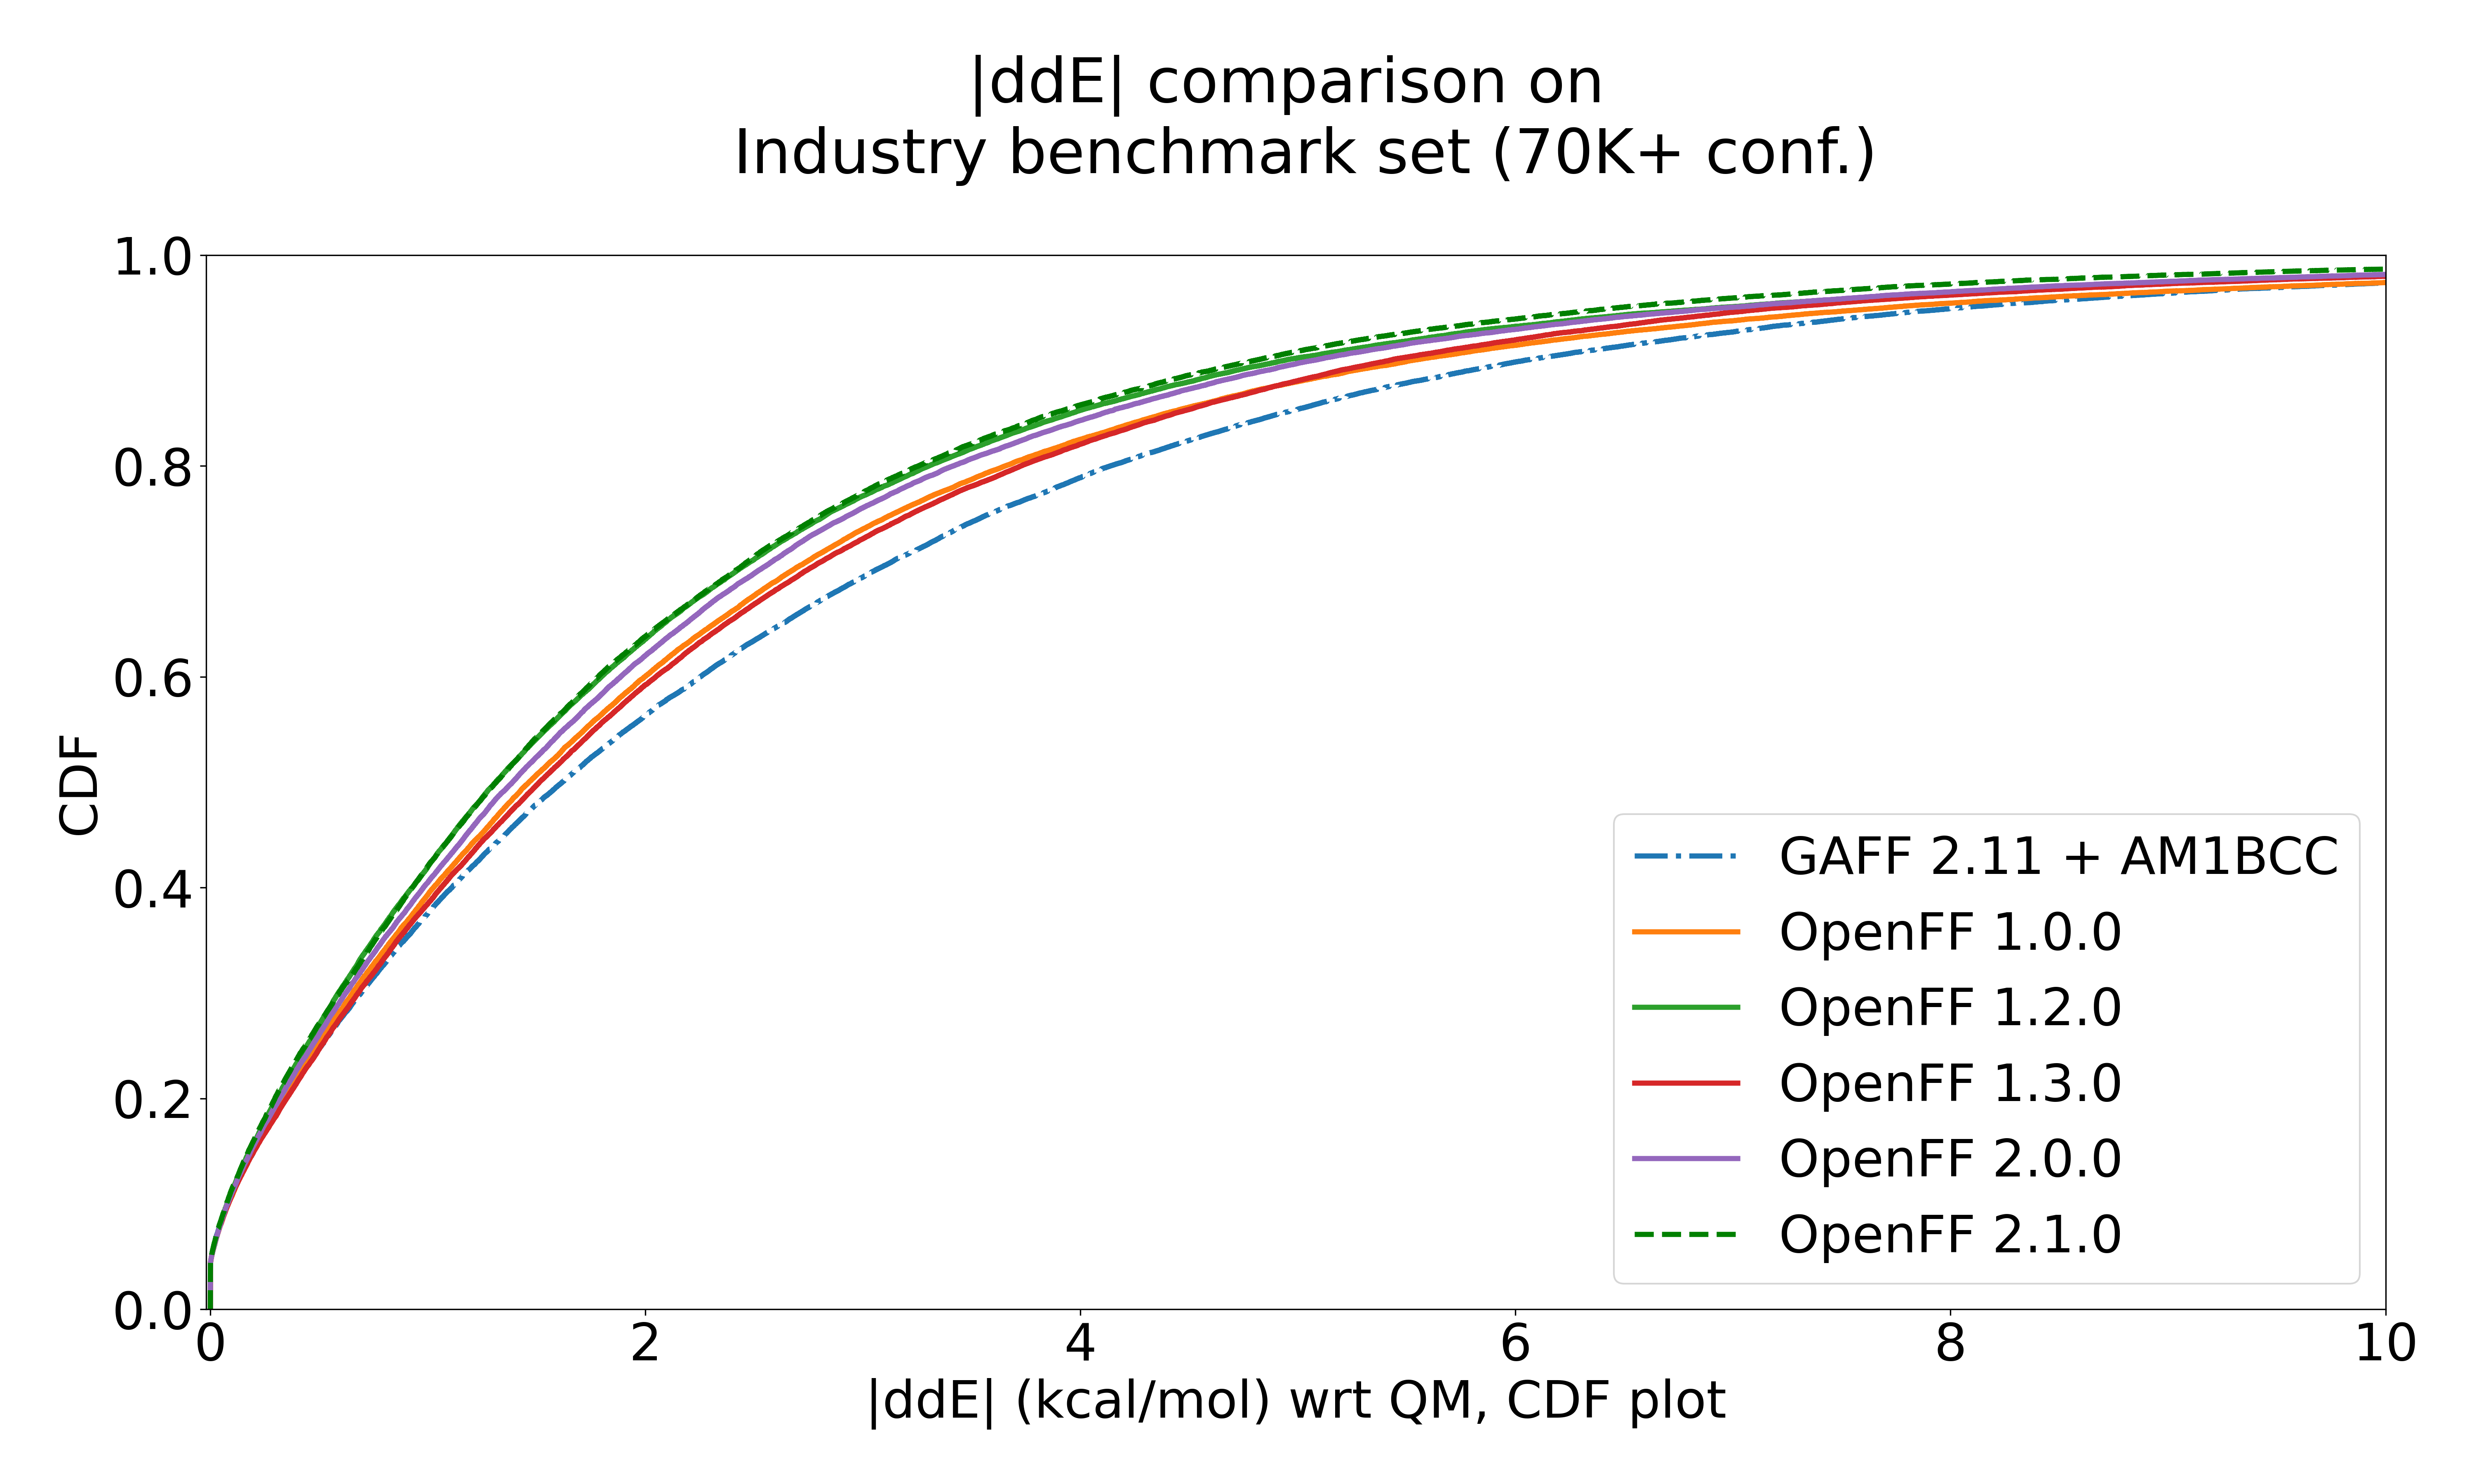 |ddE| comparison on
Industry benchmark set (70K+ conf.)
1.0
0.8
0.6
0.4
0.2
0.0
CDF
GAFF 2.11 + AM1BCC
OpenFF 1.0.0
OpenFF 1.2.0
OpenFF 1.3.0
OpenFF 2.0.0
OpenFF 2.1.0
0 2 4 6 8 10
|ddE| (kcal/mol) wrt QM, CDF plot